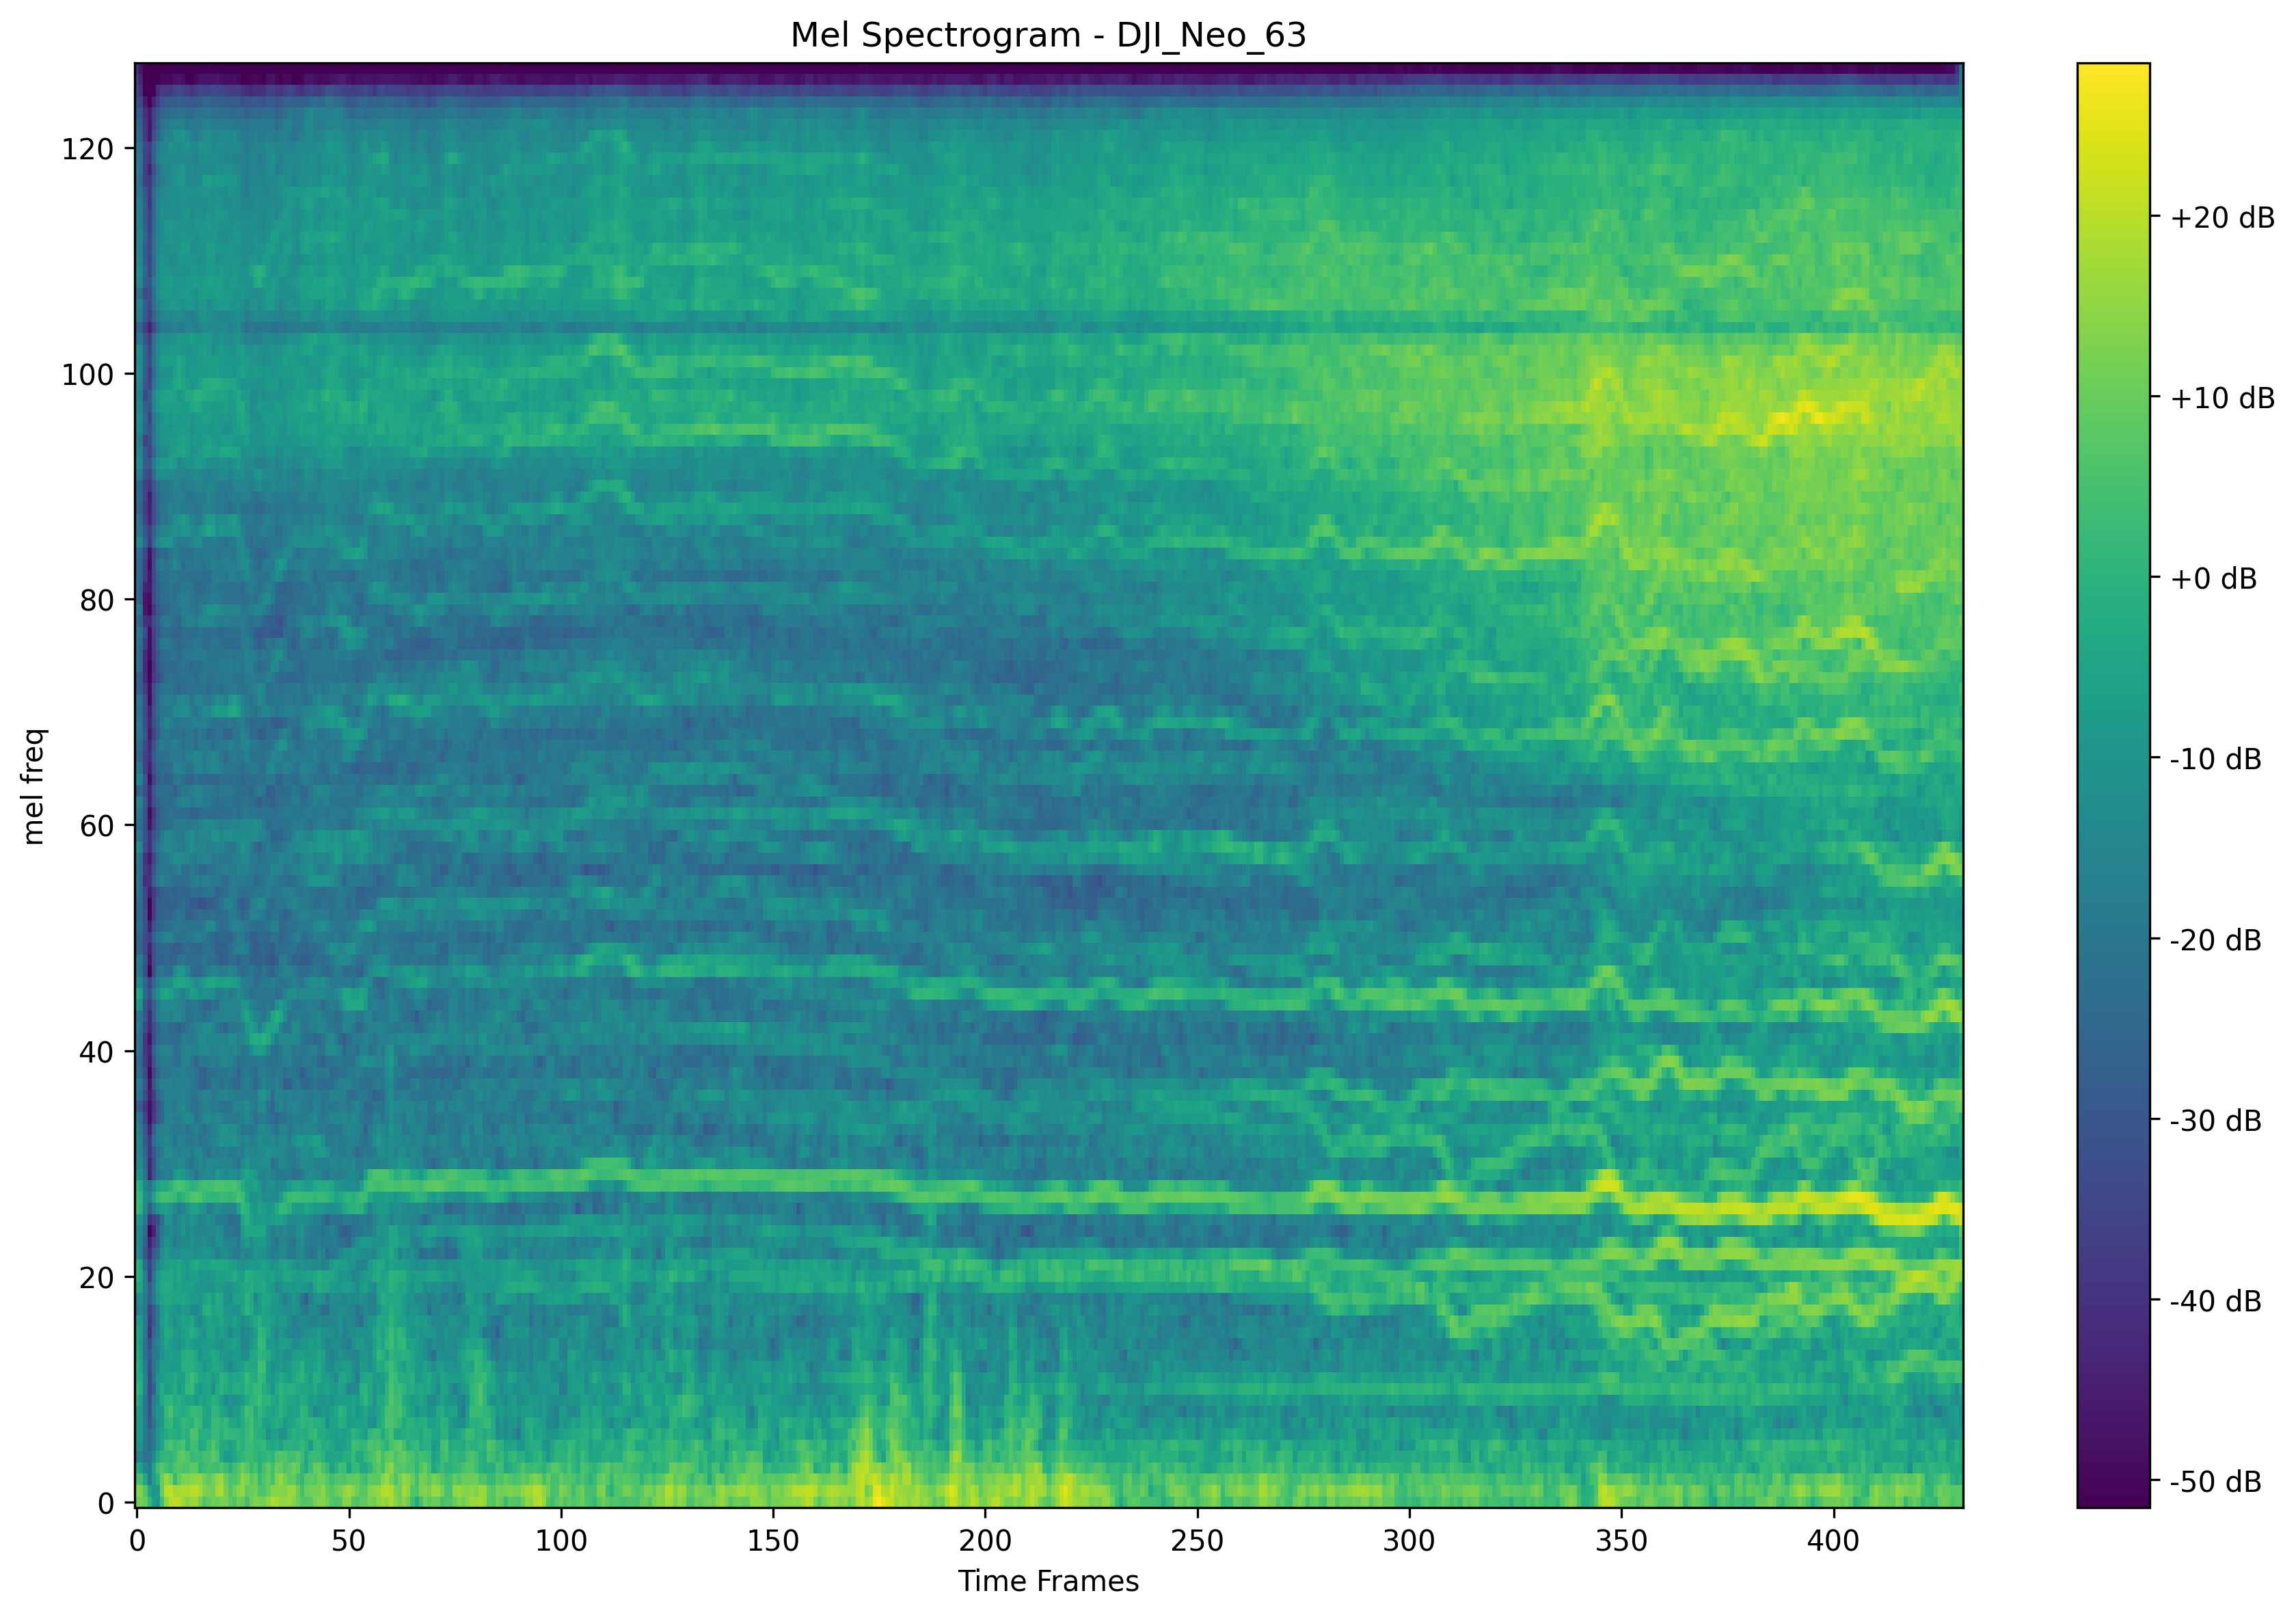 Mel Spectrogram - DJI_Neo_63
mel freq
120
100
80
60
40
20
0
0 50 100 150 200 250 300 350 400
Time Frames
+20 dB
+10 dB
+0 dB
-10 dB
-20 dB
-30 dB
-40 dB
-50 dB